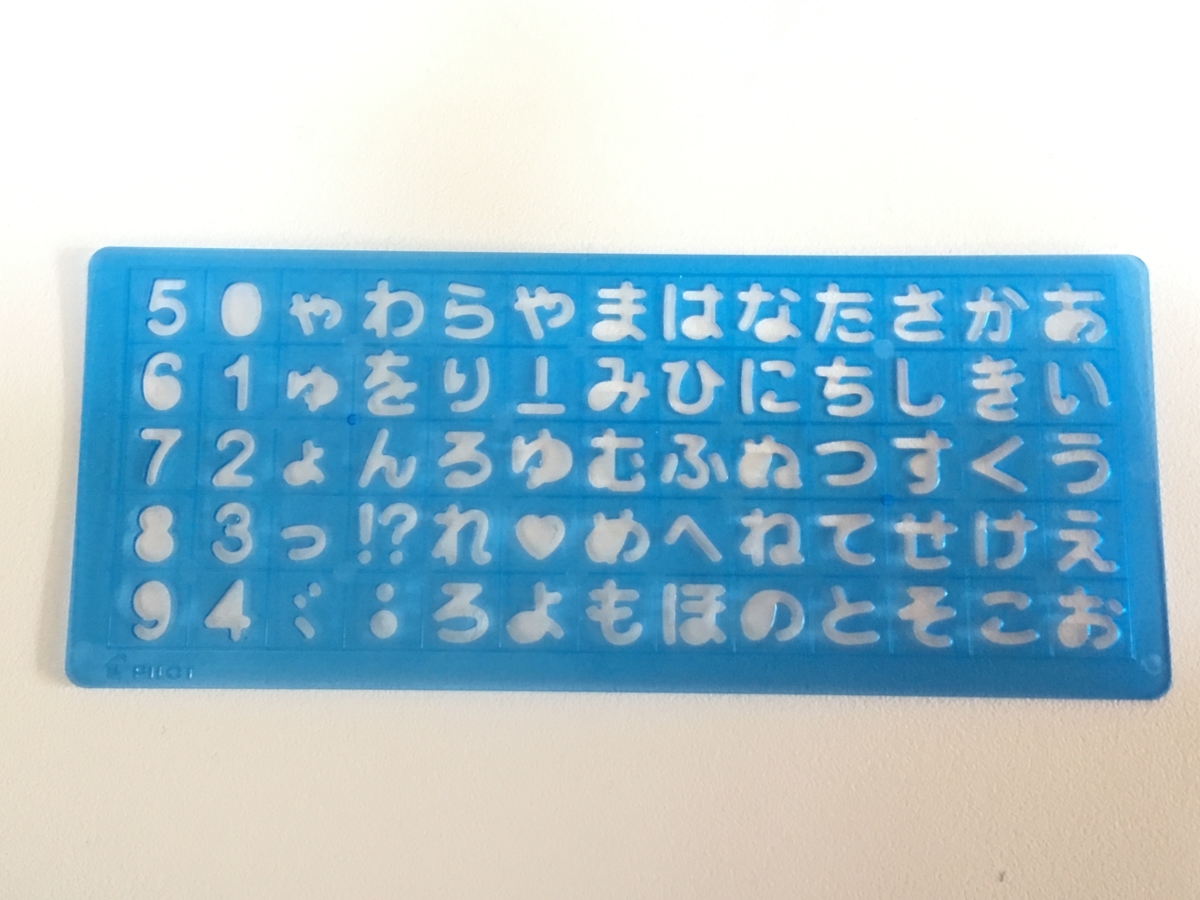 5 0 ゃ わ ら や ま は な た さ か あ
6 1 ゅ を り ー み ひ に ち し き い
7 2 ょ ん ろ ゆ む ふ ぬ つ す く う
8 3 っ !? れ ♥ め へ ね て せ け え
9 4 ゛ : ろ よ も ほ の と そ こ お
PILOT